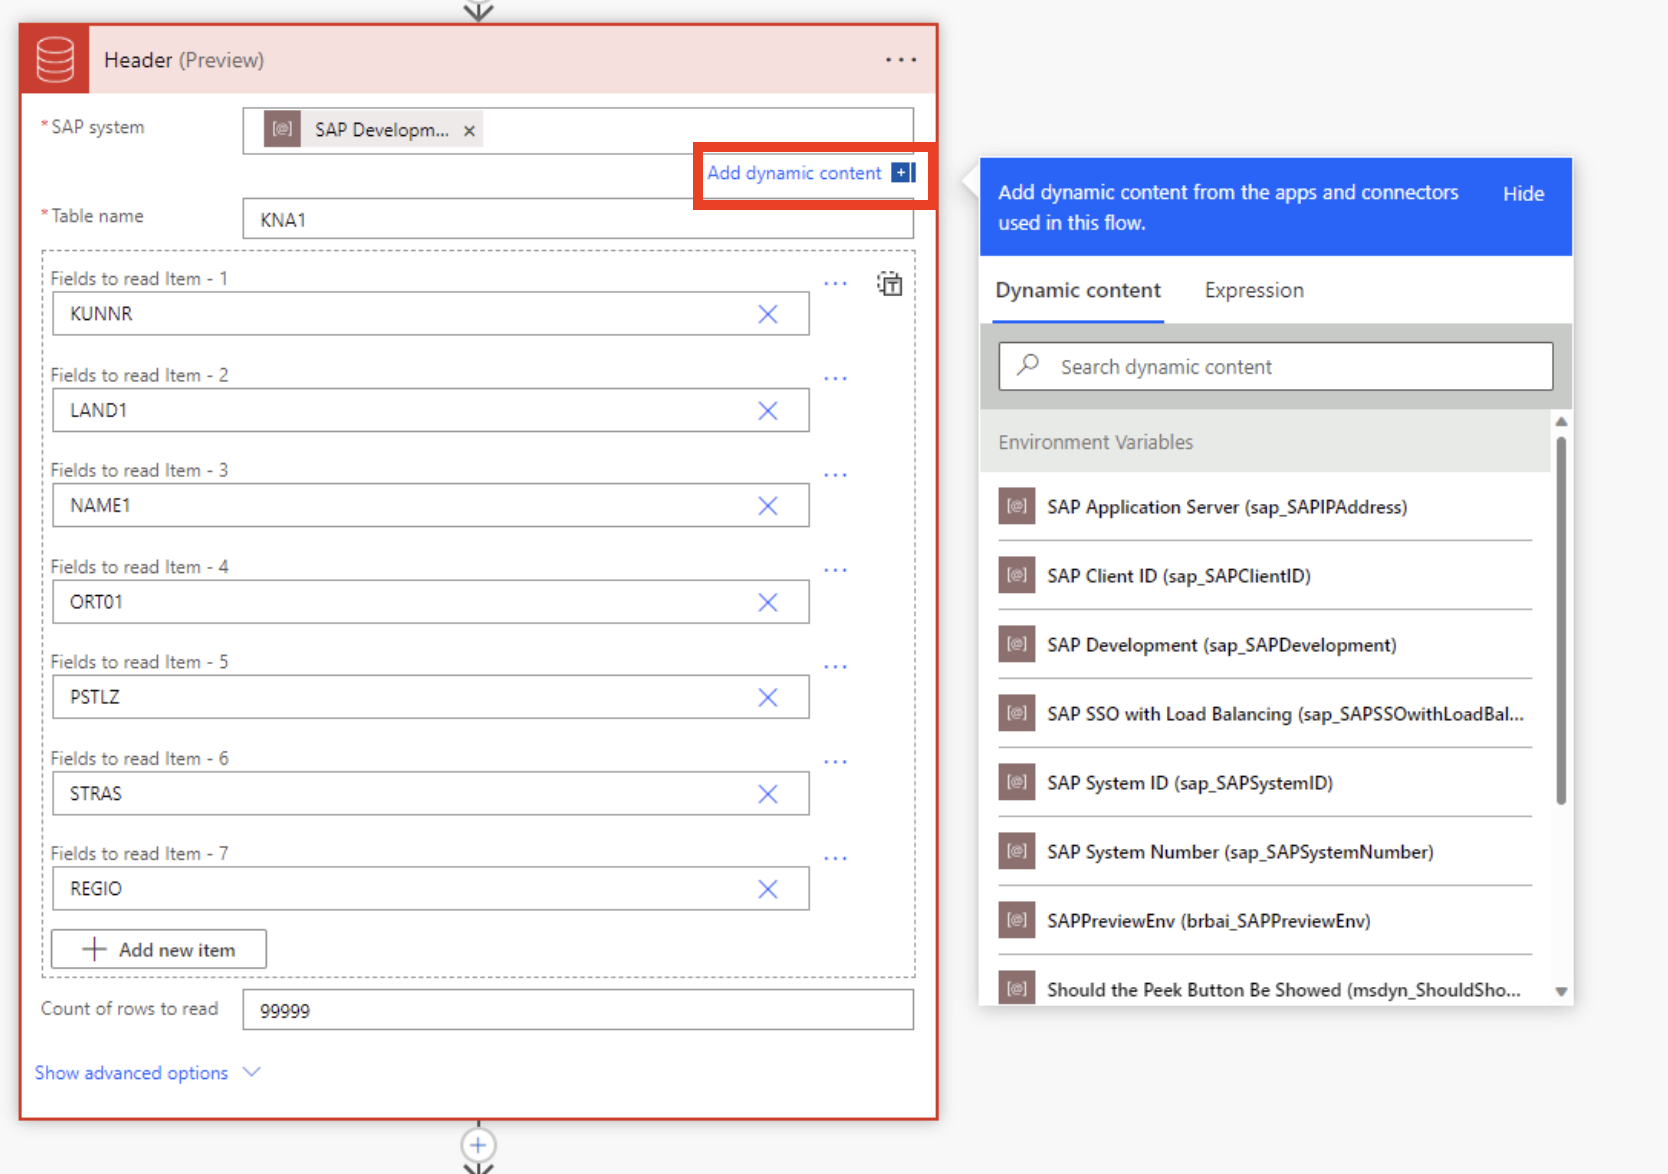 Header (Preview)
* SAP system
[@] SAP Developm...
Add dynamic content
* Table name
KNA1
Fields to read Item - 1
KUNNR
Fields to read Item - 2
LAND1
Fields to read Item - 3
NAME1
Fields to read Item - 4
ORT01
Fields to read Item - 5
PSTLZ
Fields to read Item - 6
STRAS
Fields to read Item - 7
REGIO
Add new item
Count of rows to read
99999
Show advanced options
Add dynamic content from the apps and connectors
used in this flow.
Hide
Dynamic content
Expression
Search dynamic content
Environment Variables
[@] SAP Application Server (sap_SAPIPAddress)
[@] SAP Client ID (sap_SAPClientID)
[@] SAP Development (sap_SAPDevelopment)
[@] SAP SSO with Load Balancing (sap_SAPSSOwithLoadBal...
[@] SAP System ID (sap_SAPSystemID)
[@] SAP System Number (sap_SAPSystemNumber)
[@] SAPPreviewEnv (brbai_SAPPreviewEnv)
[@] Should the Peek Button Be Showed (msdyn_ShouldSho...